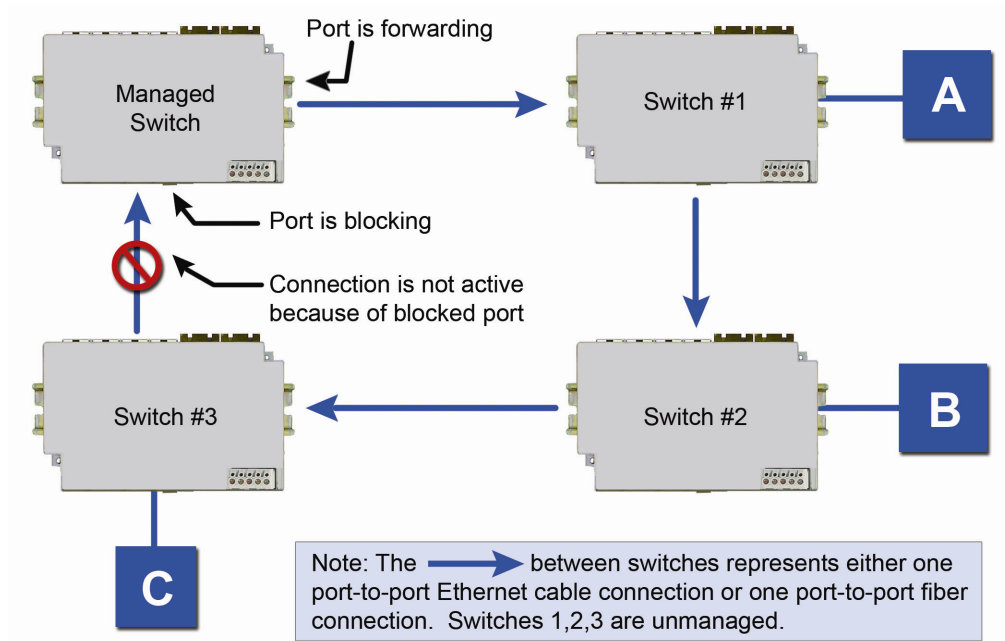 Port is forwarding
Managed
Switch
Switch #1
A
Port is blocking
Connection is not active
because of blocked port
Switch #3
Switch #2
B
C
Note: The between switches represents either one
port-to-port Ethernet cable connection or one port-to-port fiber
connection. Switches 1,2,3 are unmanaged.